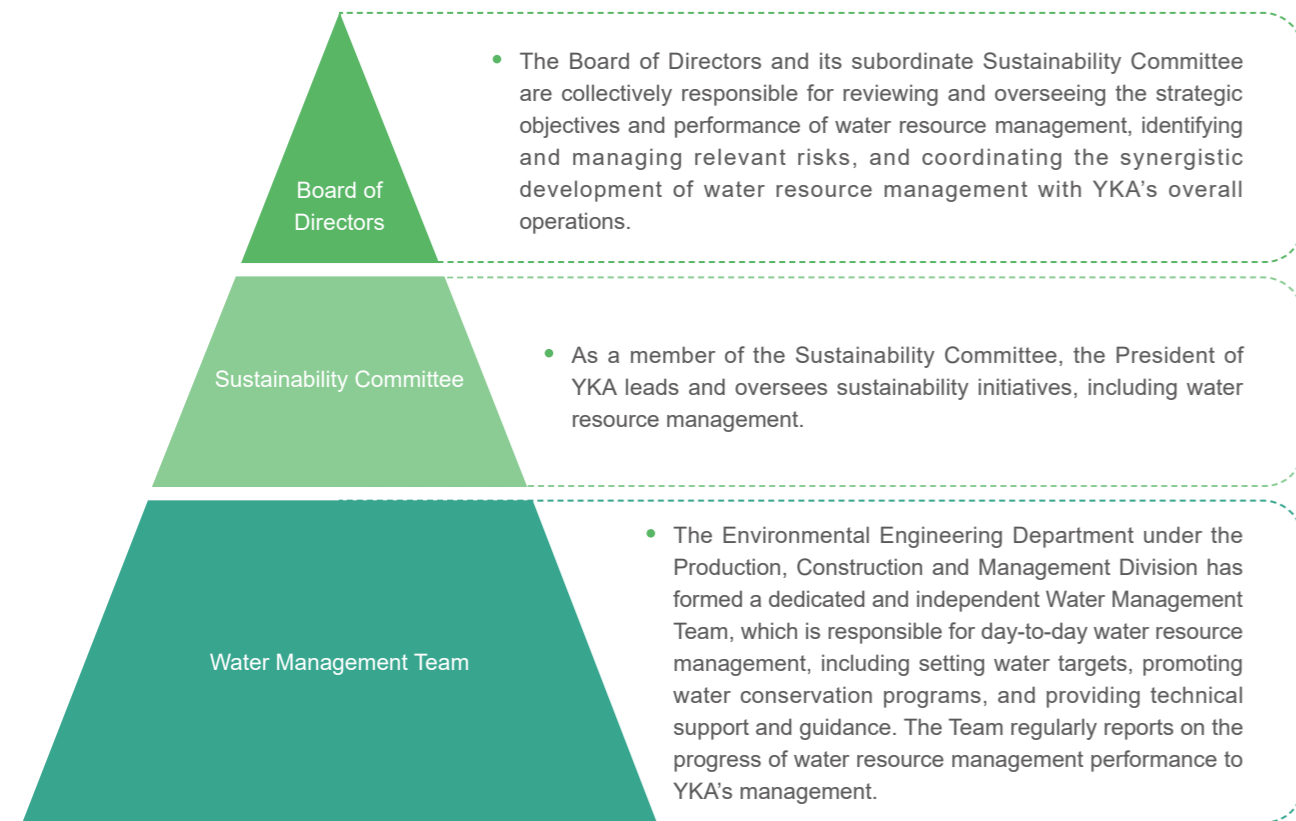 Board of
Directors
The Board of Directors and its subordinate Sustainability Committee
are collectively responsible for reviewing and overseeing the strategic
objectives and performance of water resource management, identifying
and managing relevant risks, and coordinating the synergistic
development of water resource management with YKA’s overall
operations.
Sustainability Committee
As a member of the Sustainability Committee, the President of
YKA leads and oversees sustainability initiatives, including water
resource management.
Water Management Team
The Environmental Engineering Department under the
Production, Construction and Management Division has
formed a dedicated and independent Water Management
Team, which is responsible for day-to-day water resource
management, including setting water targets, promoting
water conservation programs, and providing technical
support and guidance. The Team regularly reports on the
progress of water resource management performance to
YKA’s management.